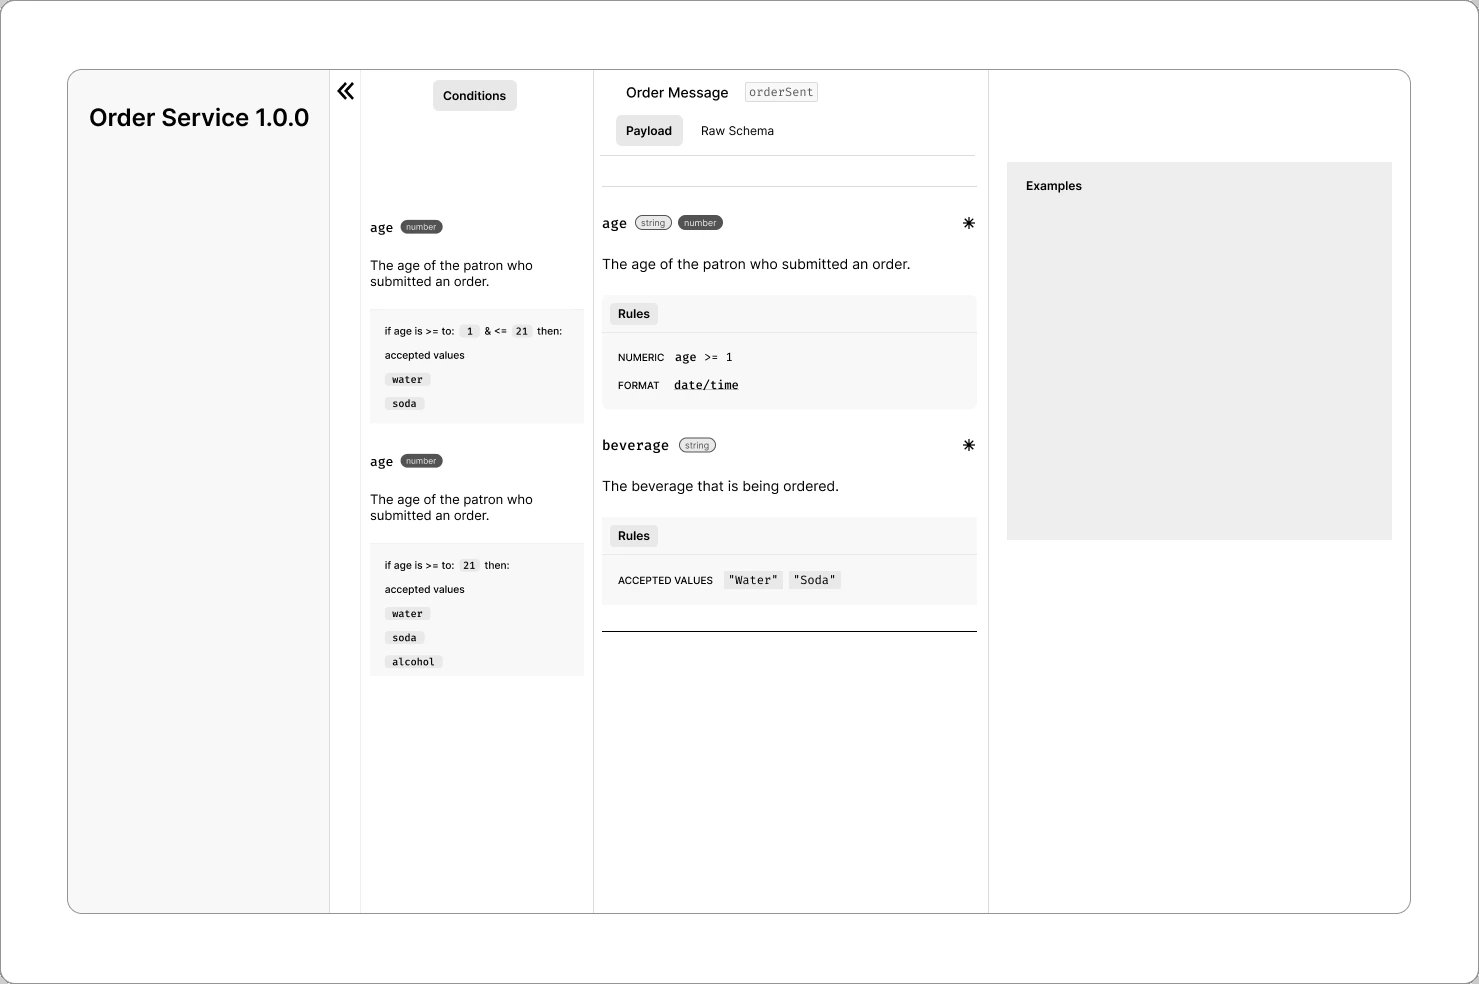 Order Service 1.0.0
Conditions
age number
The age of the patron who
submitted an order.
if age is >= to: 1 & <= 21 then:
accepted values
water
soda
age number
The age of the patron who
submitted an order.
if age is >= to: 21 then:
accepted values
water
soda
alcohol
Order Message orderSent
Payload Raw Schema
age string number
The age of the patron who submitted an order.
Rules
NUMERIC age >= 1
FORMAT date/time
beverage string
The beverage that is being ordered.
Rules
ACCEPTED VALUES "Water" "Soda"
Examples